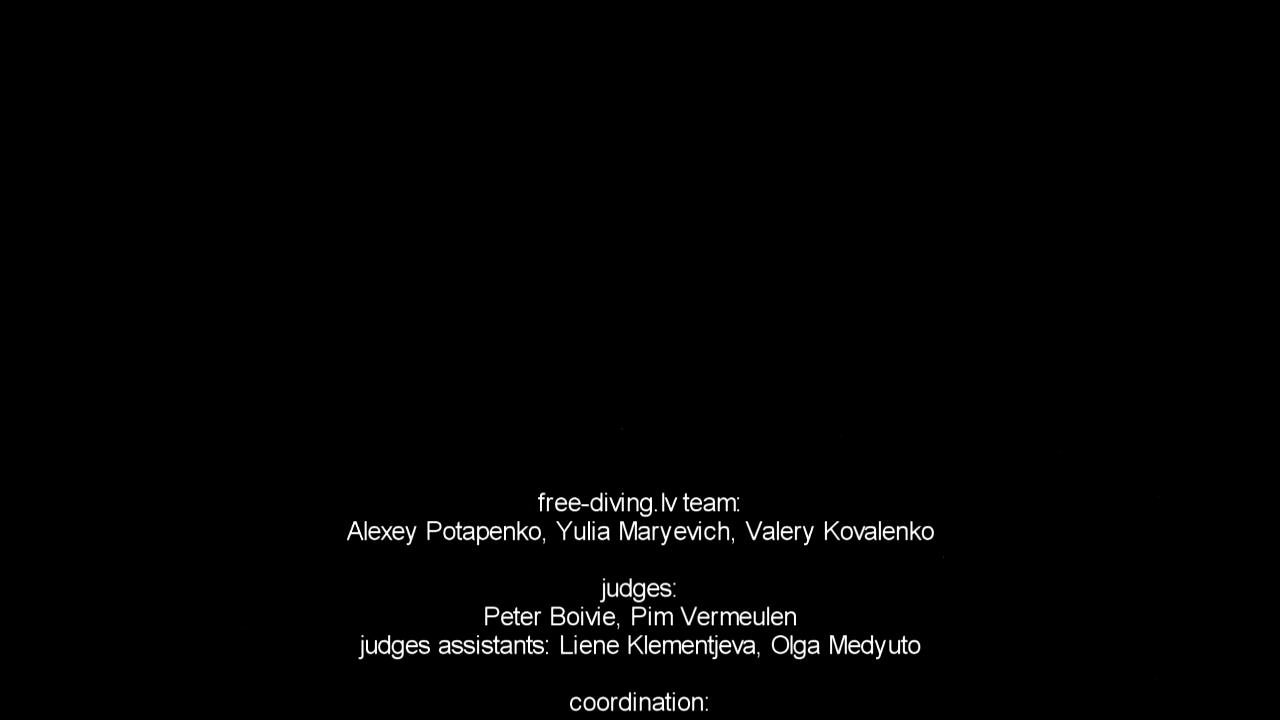 free-diving.lv team:
Alexey Potapenko, Yulia Maryevich, Valery Kovalenko
judges:
Peter Boivie, Pim Vermeulen
judges assistants: Liene Klementjeva, Olga Medyuto
coordination: